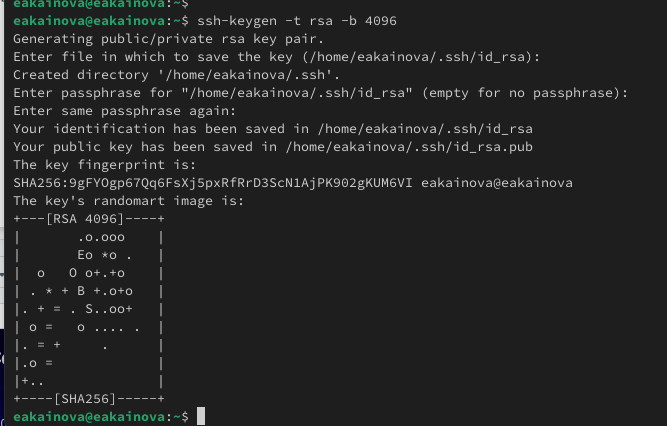 eakainova@eakainova:~$
eakainova@eakainova:~$ ssh-keygen -t rsa -b 4096
Generating public/private rsa key pair.
Enter file in which to save the key (/home/eakainova/.ssh/id_rsa):
Created directory '/home/eakainova/.ssh'.
Enter passphrase for "/home/eakainova/.ssh/id_rsa" (empty for no passphrase):
Enter same passphrase again:
Your identification has been saved in /home/eakainova/.ssh/id_rsa
Your public key has been saved in /home/eakainova/.ssh/id_rsa.pub
The key fingerprint is:
SHA256:9gFYOgp67Qq6FsXj5pxRfRrD3ScN1AjPK902gKUM6VI eakainova@eakainova
The key's randomart image is:
+---[RSA 4096]----+
|       .o.ooo    |
|       Eo *o .   |
|  o   O o+.+o    |
| . * + B +.o+o   |
|. + = . S..oo+   |
| o =   o .... .  |
|. = +     .      |
|.o =             |
|+..              |
+----[SHA256]-----+
eakainova@eakainova:~$